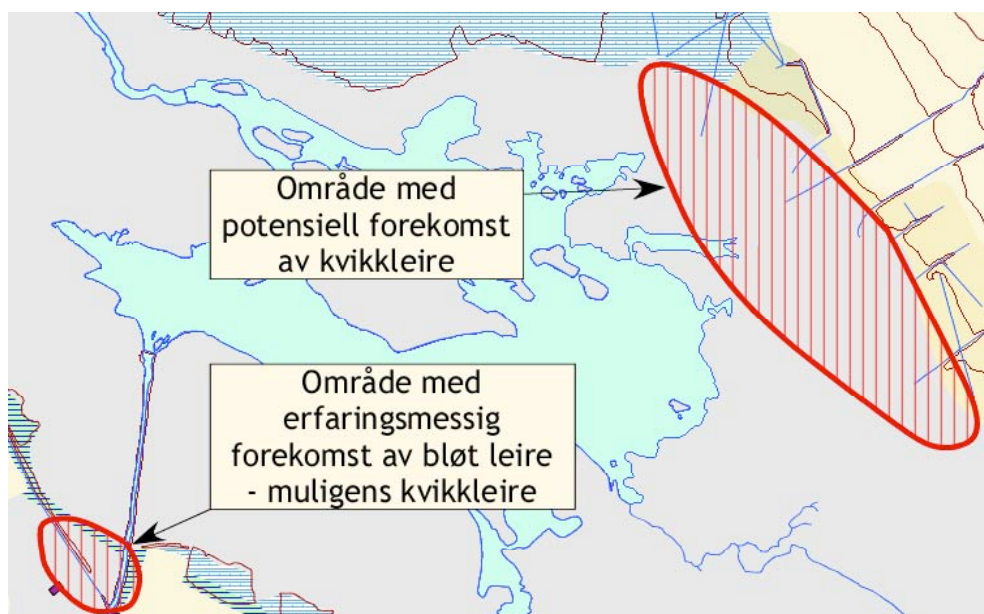 Område med
potensiell forekomst
av kvikkleire
Område med
erfaringsmessig
forekomst av bløt leire
- muligens kvikkleire